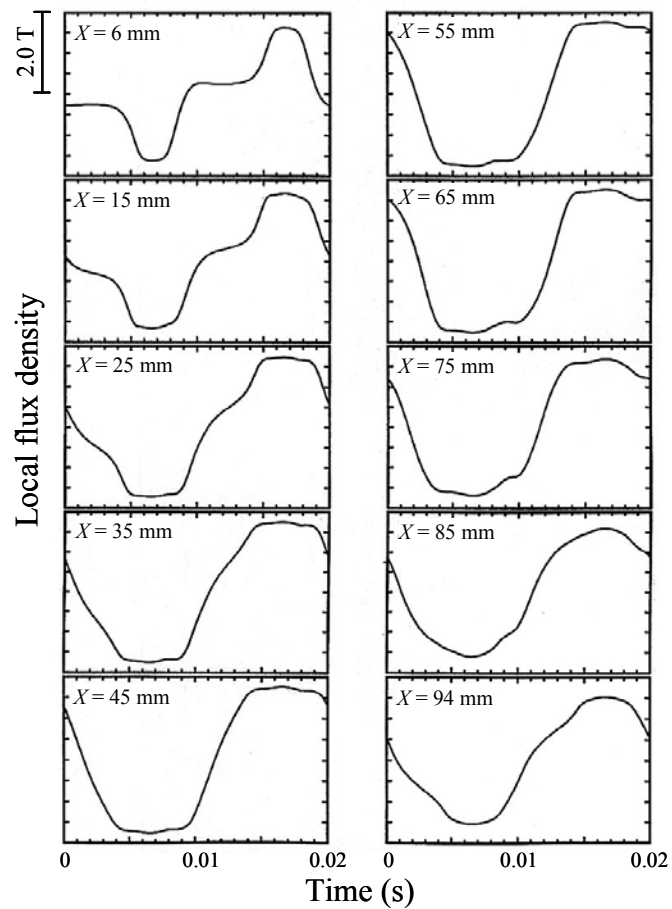 2.0 T
Local flux density
X = 6 mm
X = 15 mm
X = 25 mm
X = 35 mm
X = 45 mm
X = 55 mm
X = 65 mm
X = 75 mm
X = 85 mm
X = 94 mm
0 0.01 0.02 0 0.01 0.02
Time (s)